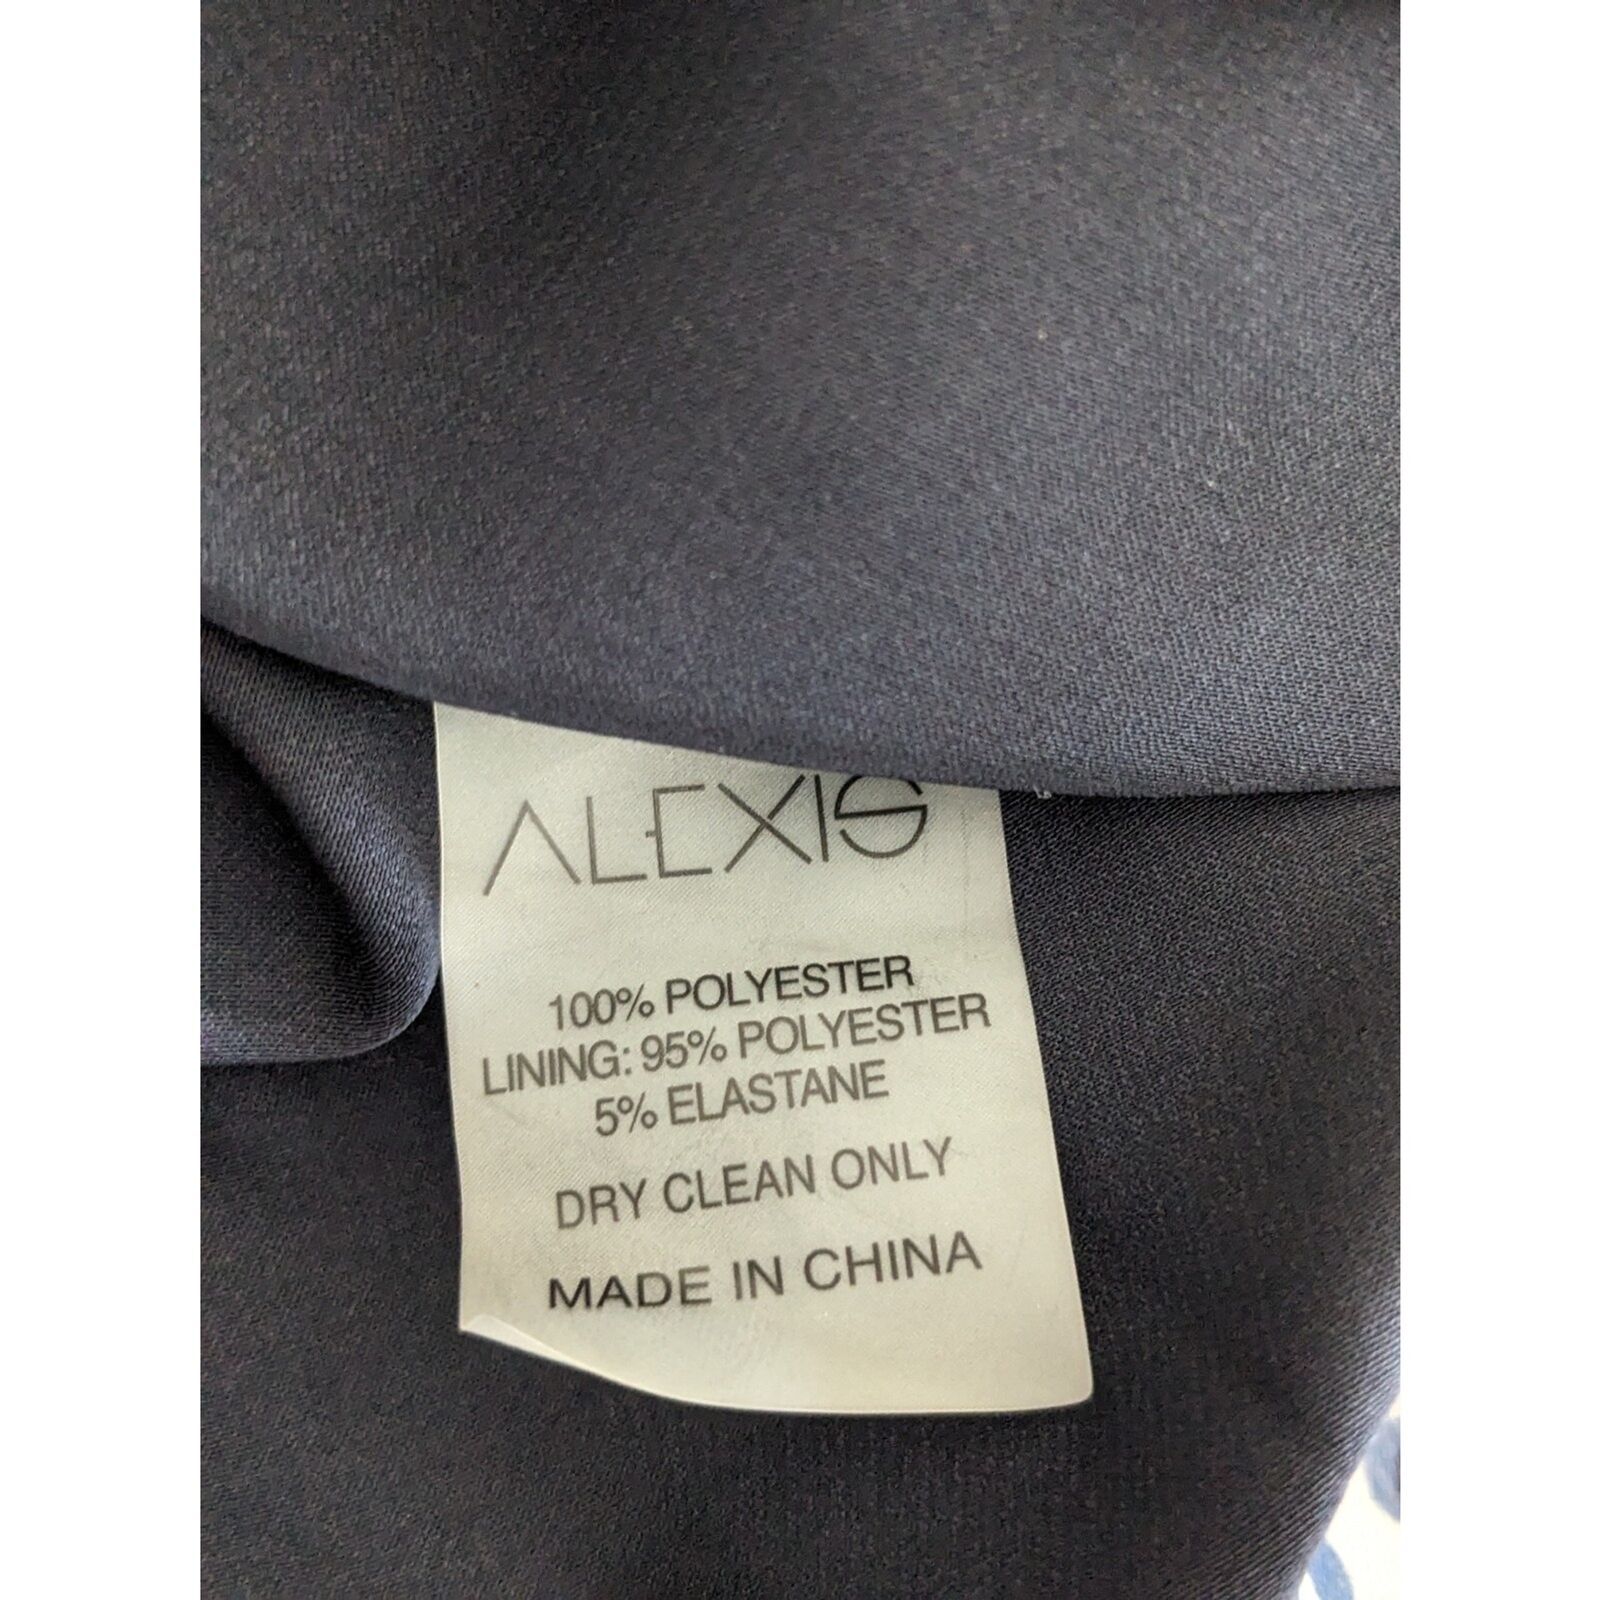 ALEXIS
100% POLYESTER
LINING: 95% POLYESTER
5% ELASTANE
DRY CLEAN ONLY
MADE IN CHINA